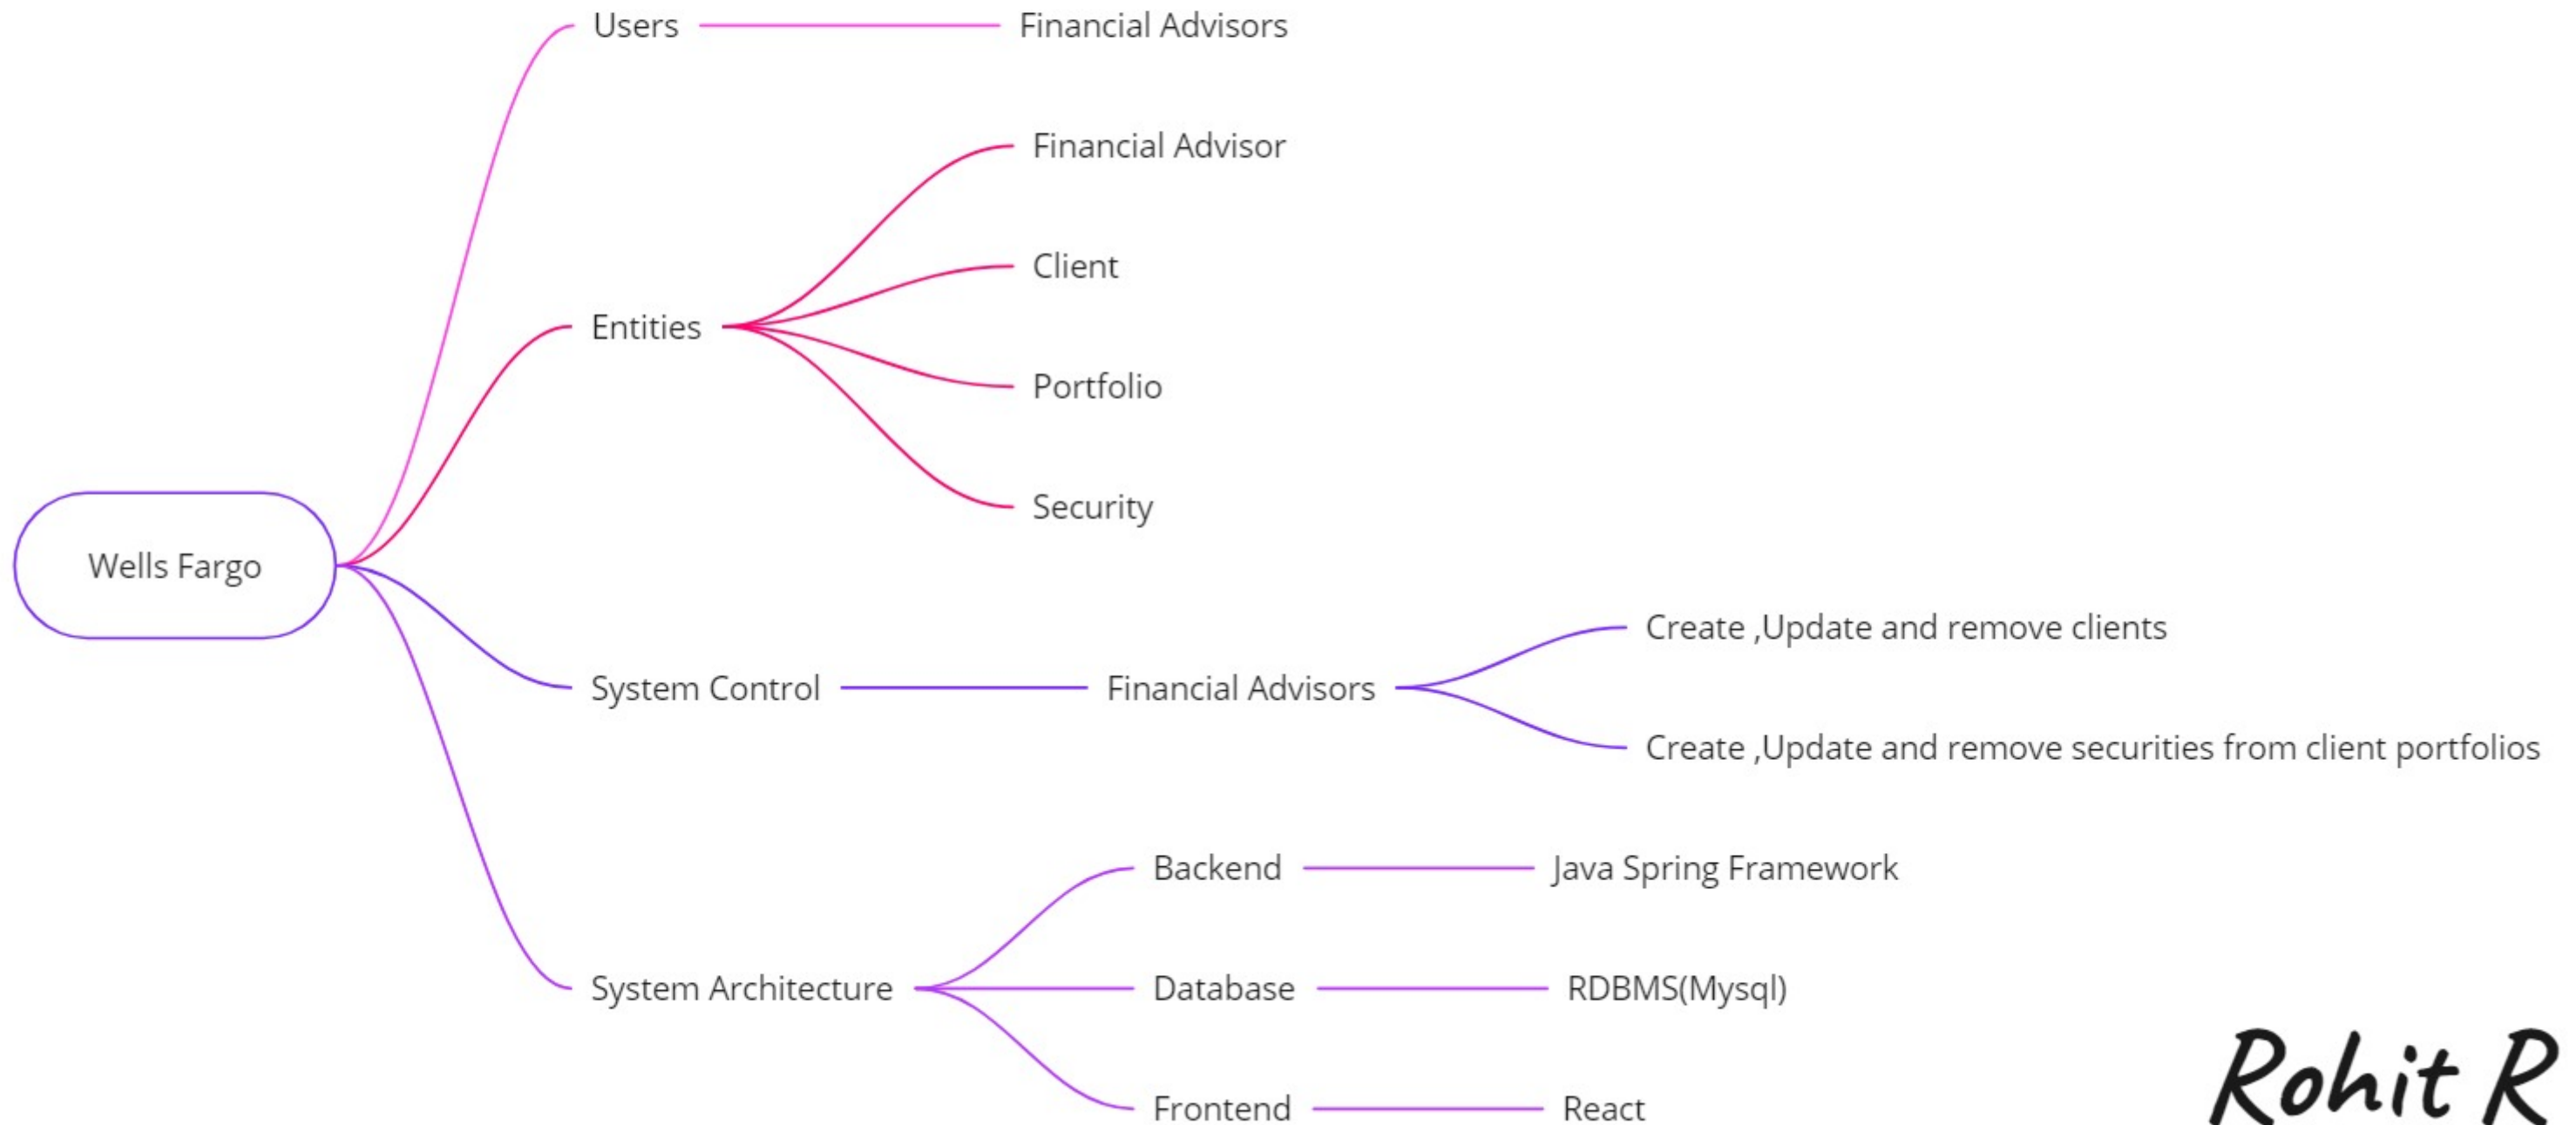 Users
Financial Advisors
Financial Advisor
Client
Entities
Portfolio
Security
Wells Fargo
Create ,Update and remove clients
System Control
Financial Advisors
Create ,Update and remove securities from client portfolios
Backend
Java Spring Framework
System Architecture
Database
RDBMS(Mysql)
Frontend
React
Rohit R